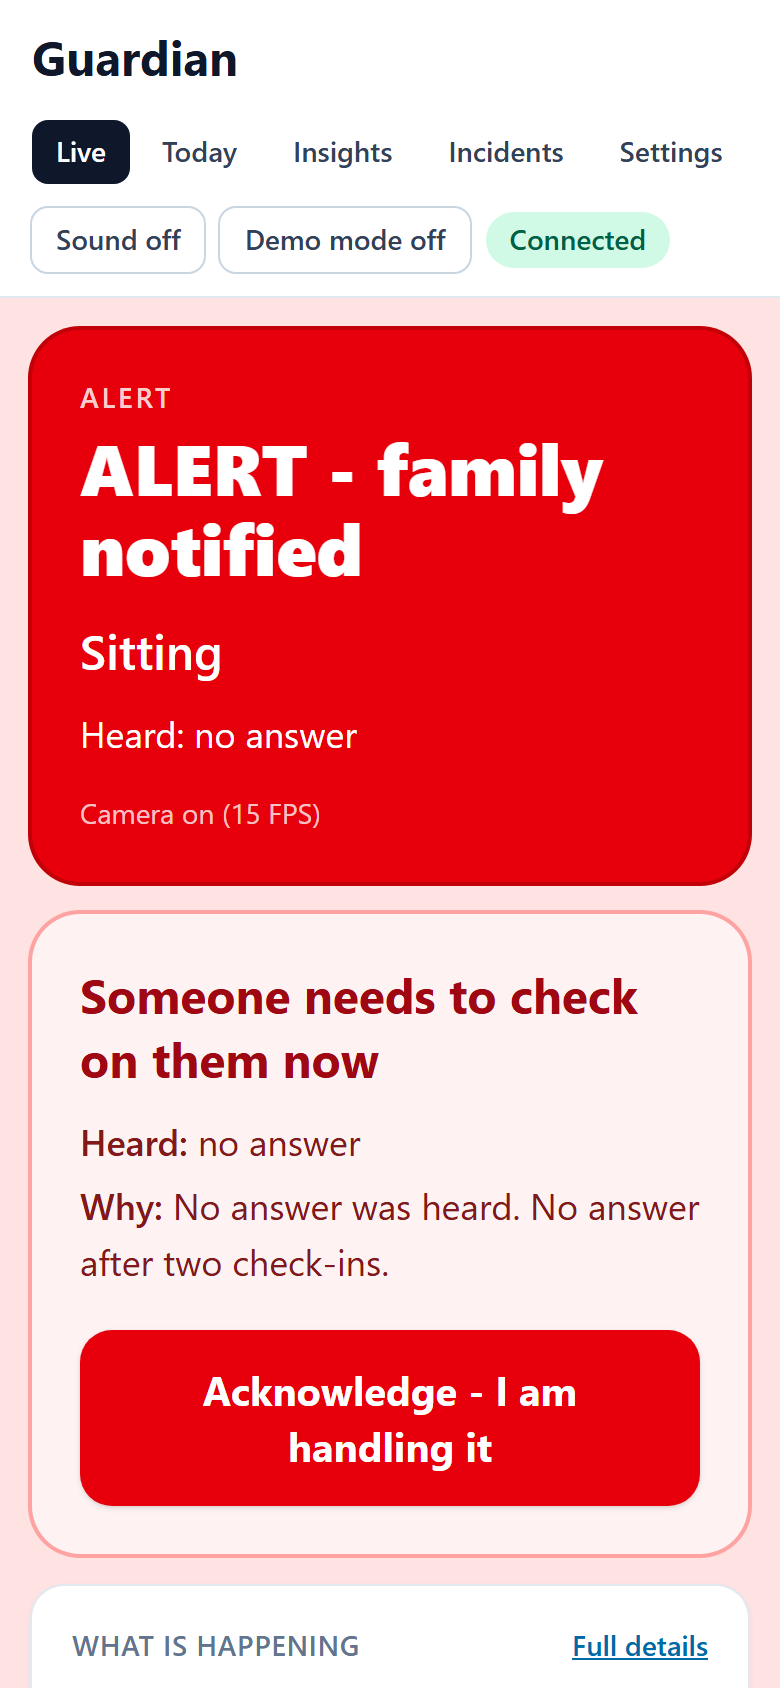 Guardian
Live Today Insights Incidents Settings
Sound off Demo mode off Connected
ALERT
ALERT - family
notified
Sitting
Heard: no answer
Camera on (15 FPS)
Someone needs to check
on them now
Heard: no answer
Why: No answer was heard. No answer
after two check-ins.
Acknowledge - I am
handling it
WHAT IS HAPPENING Full details